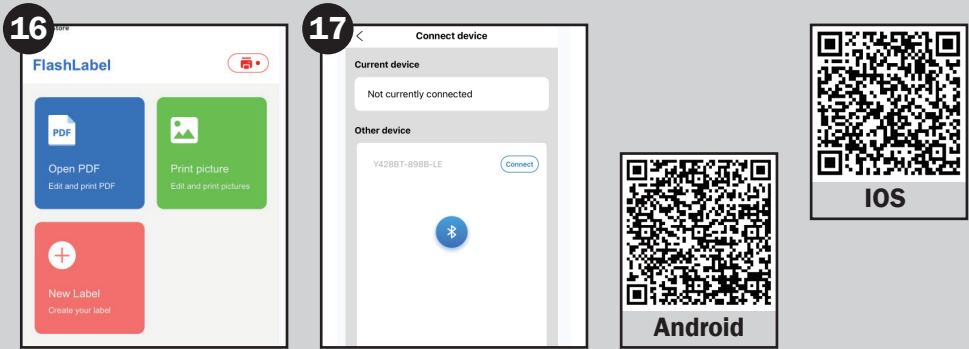 16
tore
FlashLabel
PDF
Open PDF
Edit and print PDF
Print picture
Edit and print pictures
New Label
Create your label
17
Connect device
Current device
Not currently connected
Other device
Y428BT-898B-LE
Connect
Android
IOS